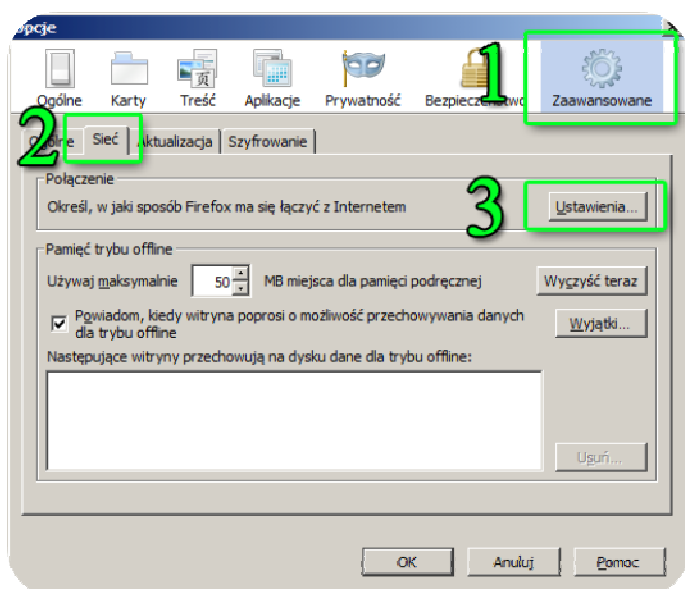 Opcje
1
Ogólne Karty Treść Aplikacje Prywatność Bezpieczeństwo Zaawansowane
2
Ogólne Sieć Aktualizacja Szyfrowanie
Połączenie
Określ, w jaki sposób Firefox ma się łączyć z Internetem
3
Ustawienia...
Pamięć trybu offline
Używaj maksymalnie 50 MB miejsca dla pamięci podręcznej Wyczyść teraz
Powiadom, kiedy witryna poprosi o możliwość przechowywania danych
dla trybu offline
Wyjątki...
Następujące witryny przechowują na dysku dane dla trybu offline:
Usuń...
OK Anuluj Pomoc